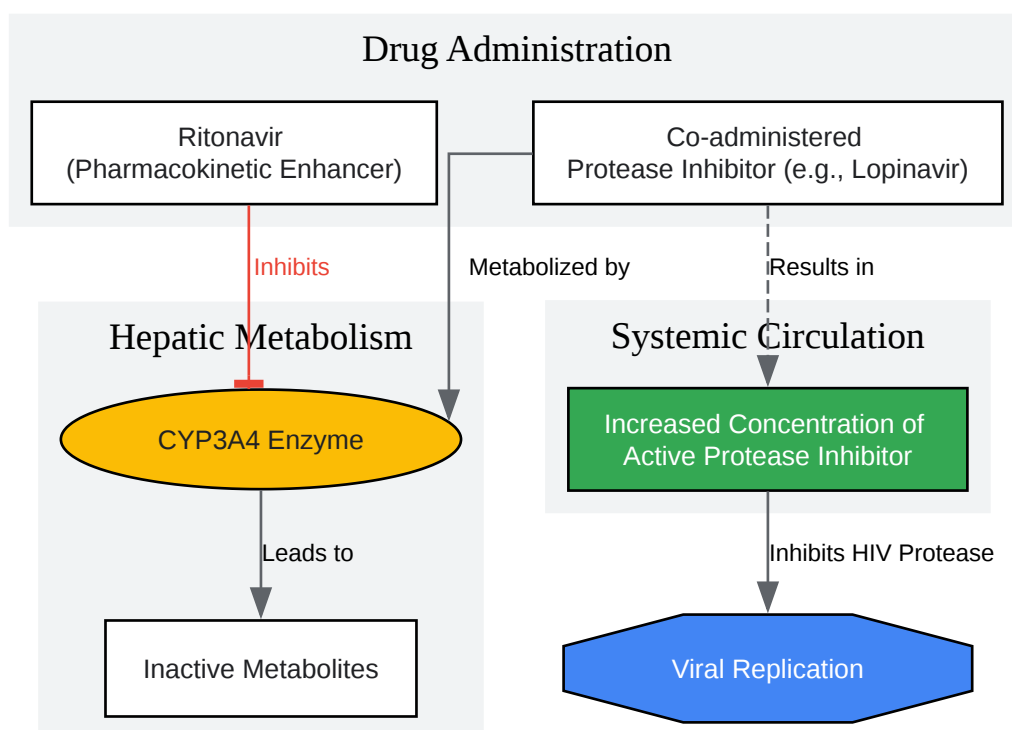 Drug Administration
Ritonavir
(Pharmacokinetic Enhancer)
Co-administered
Protease Inhibitor (e.g., Lopinavir)
Inhibits
Metabolized by
Results in
Hepatic Metabolism
Systemic Circulation
CYP3A4 Enzyme
Increased Concentration of
Active Protease Inhibitor
Leads to
Inhibits HIV Protease
Inactive Metabolites
Viral Replication